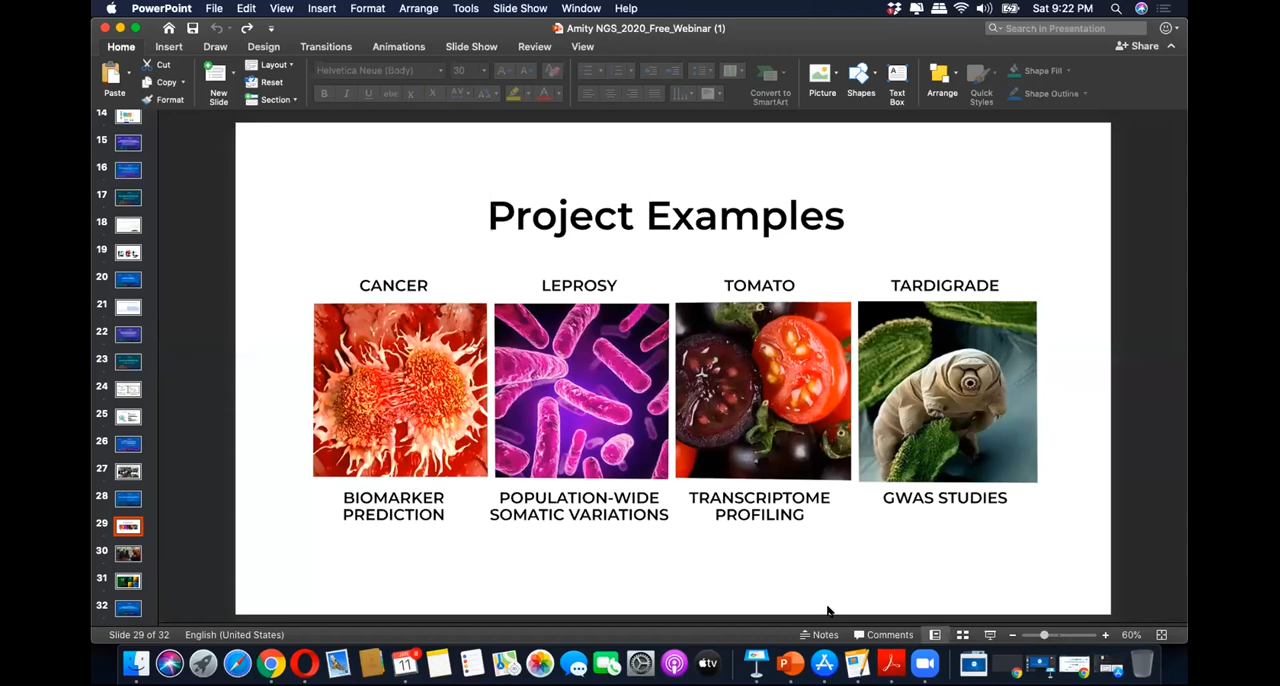 PowerPoint File Edit View Insert Format Arrange Tools Slide Show Window Help Sat 9:22 PM
Amity NGS_2020_Free_Webinar (1)
Search in Presentation
Home Insert Draw Design Transitions Animations Slide Show Review View
Share
Paste
Cut
Copy
Format
New Slide
Layout
Reset
Section
Helvetica Neue (Body) 30
Convert to SmartArt
Picture
Shapes
Text Box
Arrange
Quick Styles
Shape Fill
Shape Outline
14
15
16
17
18
19
20
21
22
23
24
25
26
27
28
29
30
31
32
Project Examples
CANCER LEPROSY TOMATO TARDIGRADE
BIOMARKER PREDICTION
POPULATION-WIDE SOMATIC VARIATIONS
TRANSCRIPTOME PROFILING
GWAS STUDIES
Slide 29 of 32 English (United States)
Notes Comments 60%
11
tv